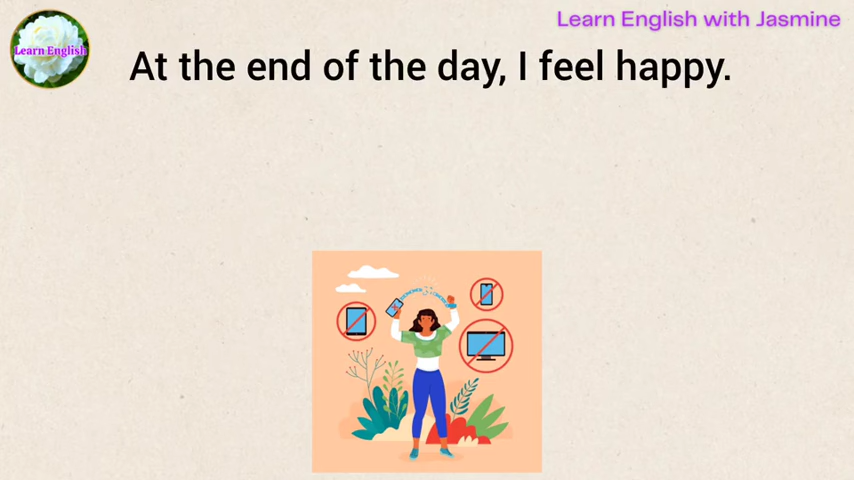 Learn English with Jasmine
Learn English
At the end of the day, I feel happy.